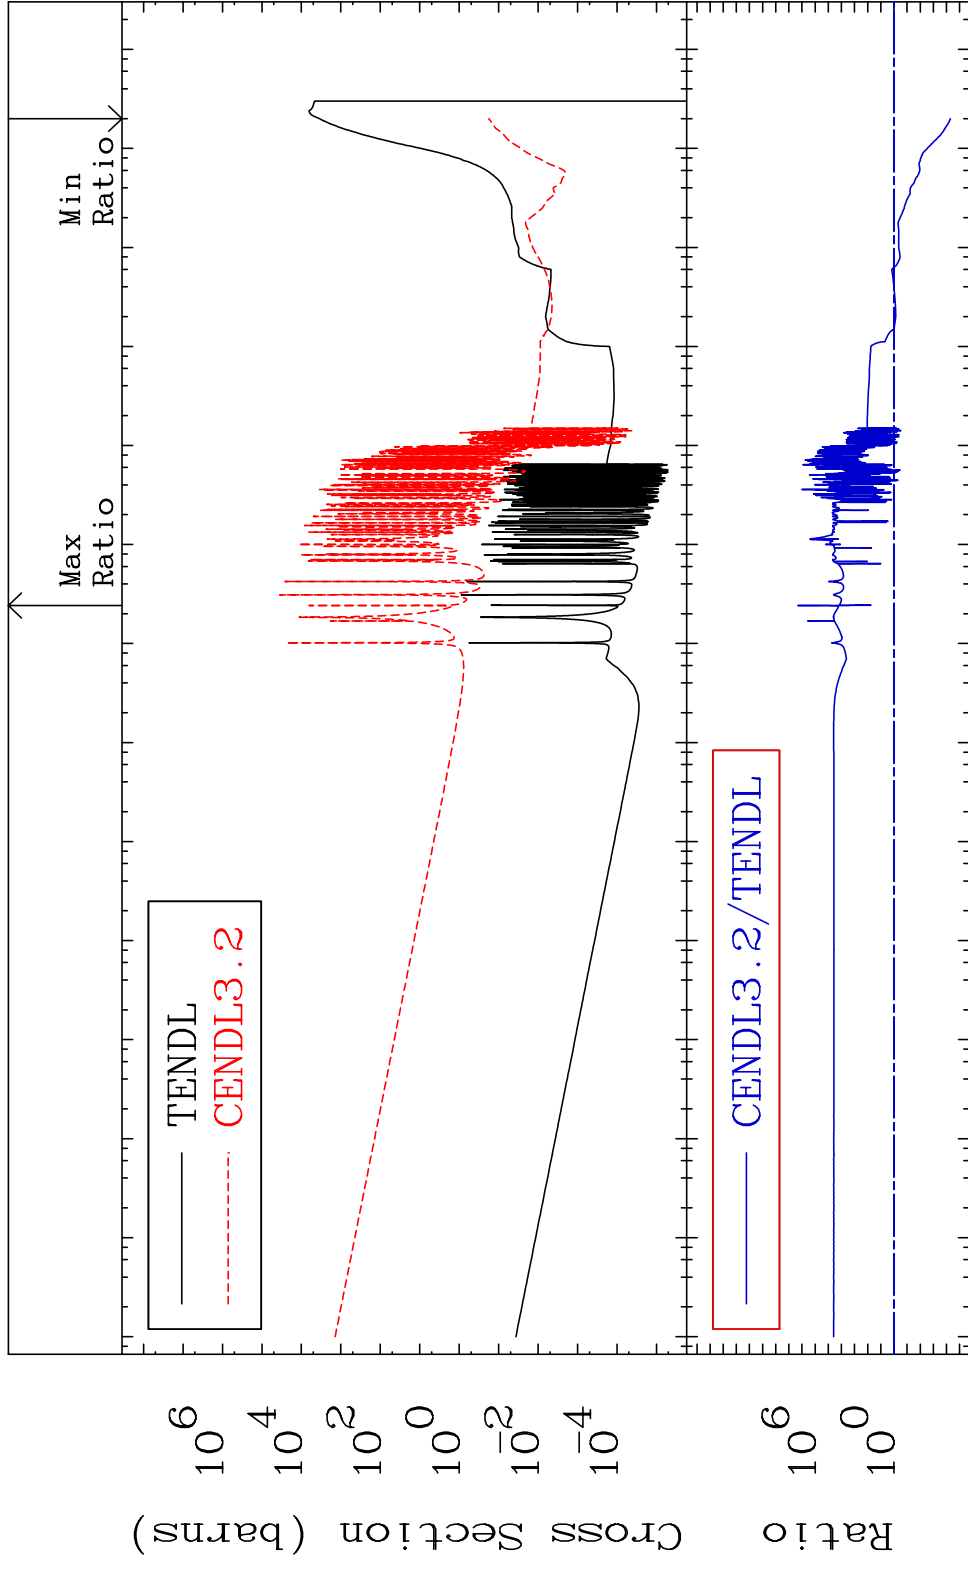 Min
Ratio
Max
Ratio
TENDL
CENDL3.2
CENDL3.2/TENDL
10^6
10^4
10^2
10^0
10^-2
10^-4
Cross Section (barns)
10^6
10^0
Ratio